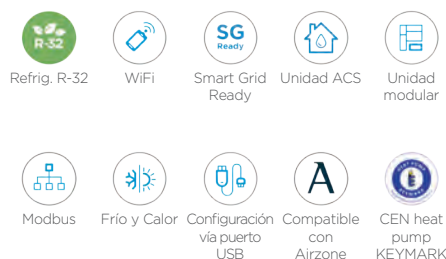 R-32
SG
Ready
Refrig. R-32
WiFi
Smart Grid
Ready
Unidad ACS
Unidad
modular
A
Modbus
Frío y Calor
Configuración
vía puerto
USB
Compatible
con
Airzone
CEN heat
pump
KEYMARK